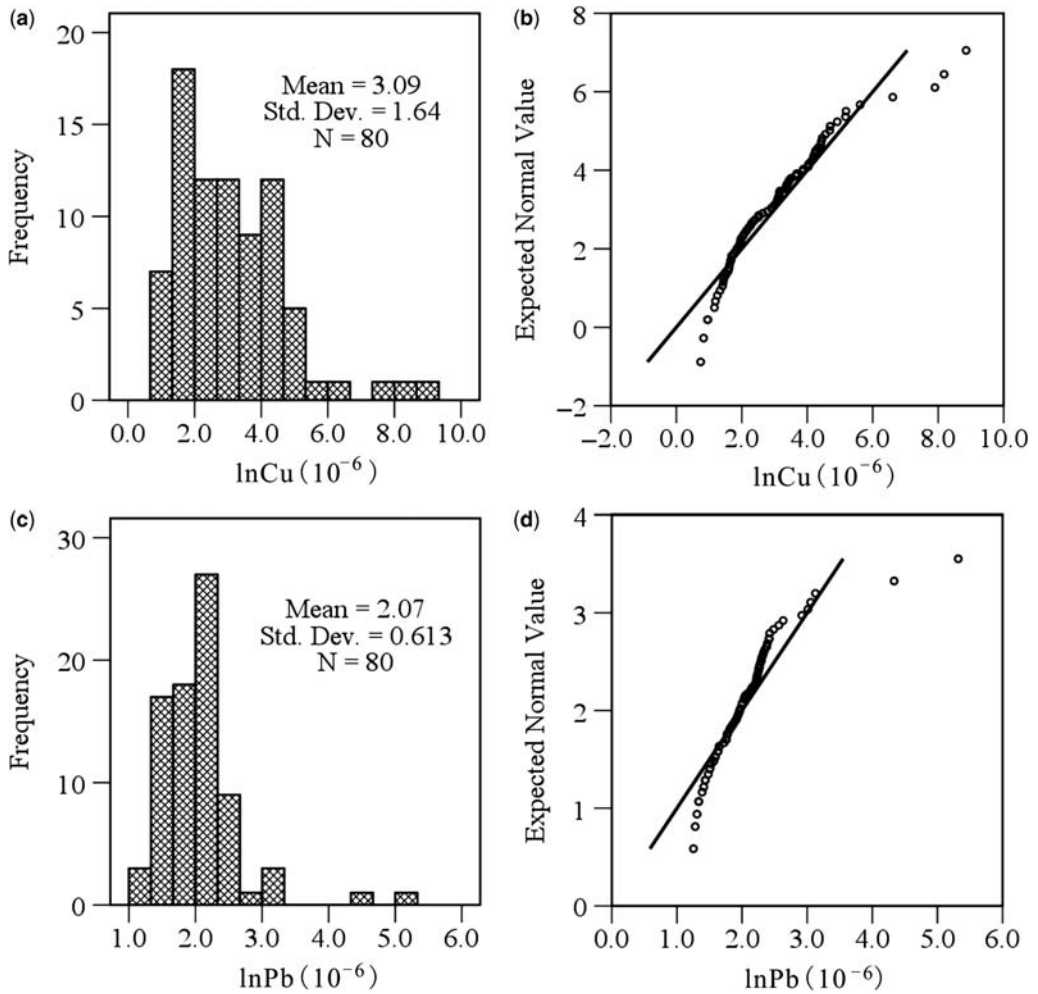 (a)
20
15
10
5
0
Frequency
Mean = 3.09
Std. Dev. = 1.64
N = 80
0.0 2.0 4.0 6.0 8.0 10.0
lnCu (10⁻⁶)
(b)
8
6
4
2
0
−2
Expected Normal Value
−2.0 0.0 2.0 4.0 6.0 8.0 10.0
lnCu (10⁻⁶)
(c)
30
20
10
0
Frequency
Mean = 2.07
Std. Dev. = 0.613
N = 80
1.0 2.0 3.0 4.0 5.0 6.0
lnPb (10⁻⁶)
(d)
4
3
2
1
0
Expected Normal Value
0.0 1.0 2.0 3.0 4.0 5.0 6.0
lnPb (10⁻⁶)